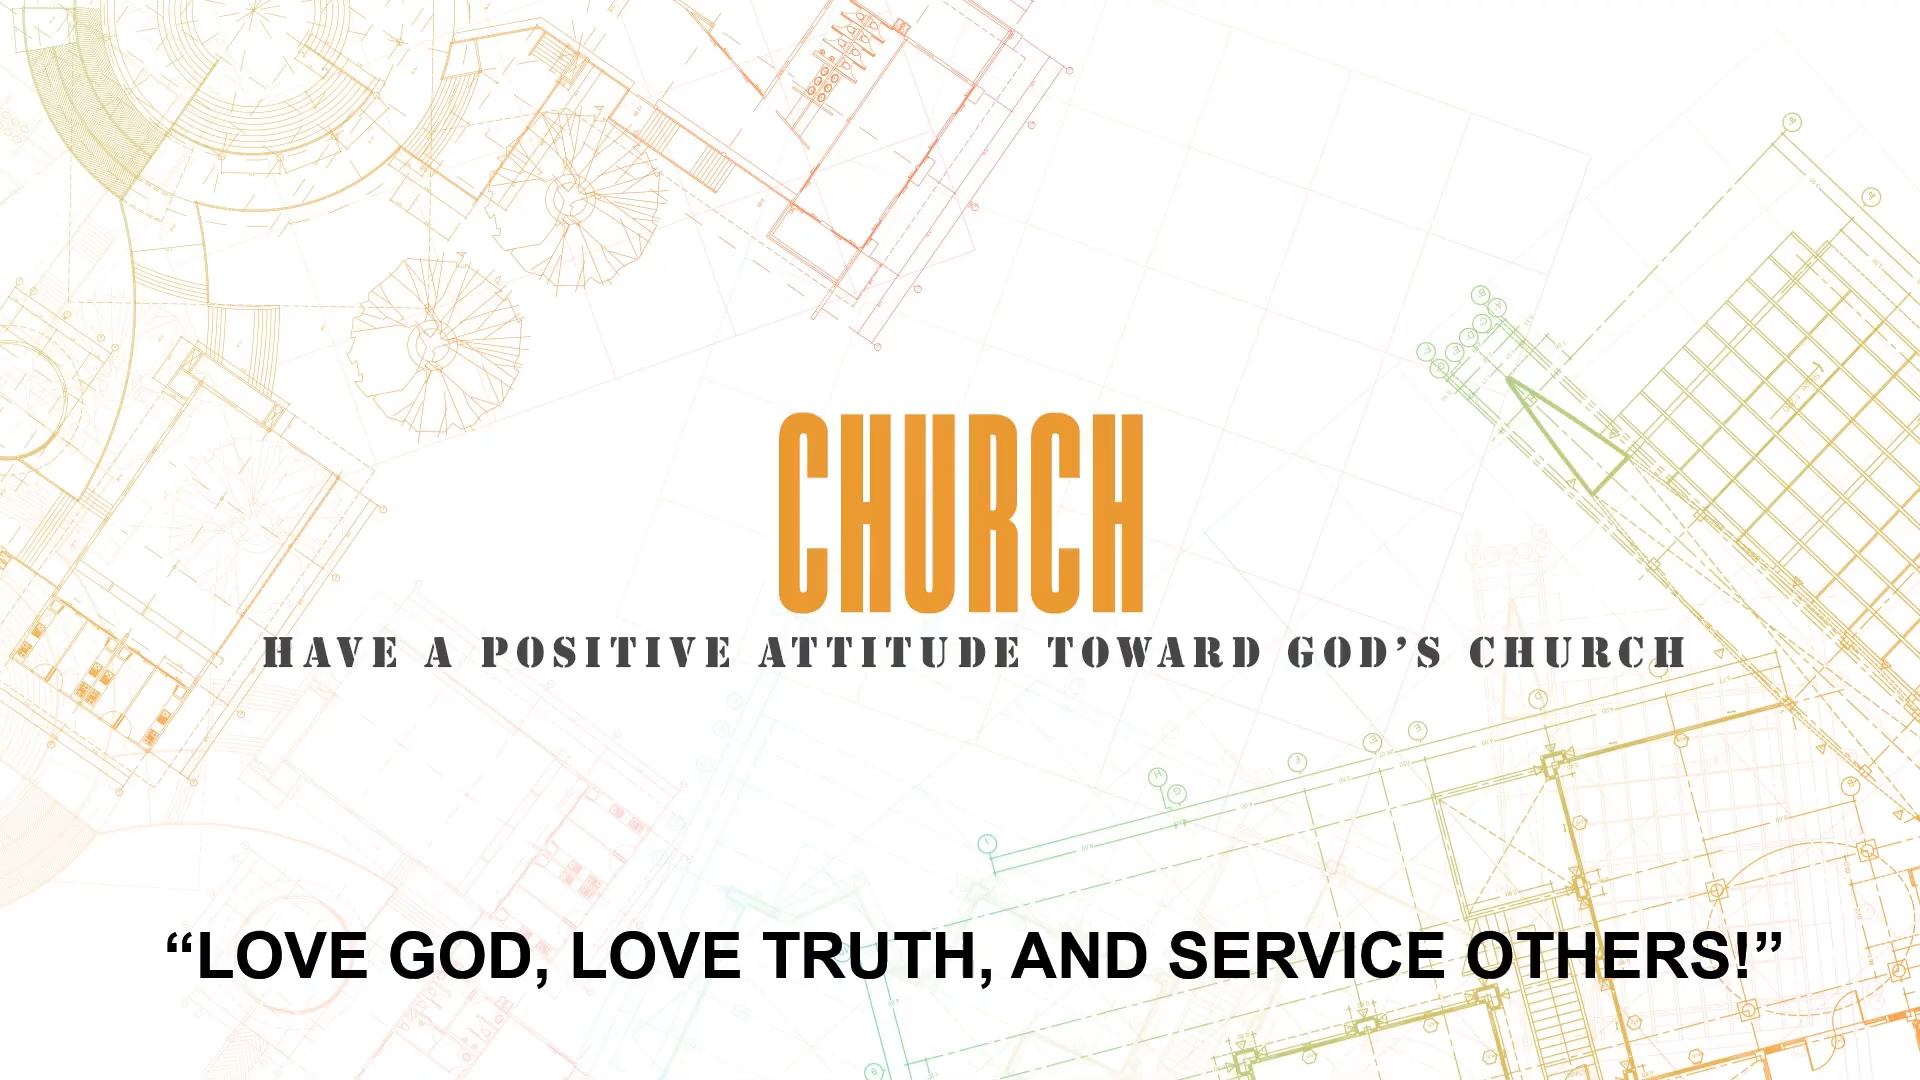 CHURCH
HAVE A POSITIVE ATTITUDE TOWARD GOD’S CHURCH
“LOVE GOD, LOVE TRUTH, AND SERVICE OTHERS!”